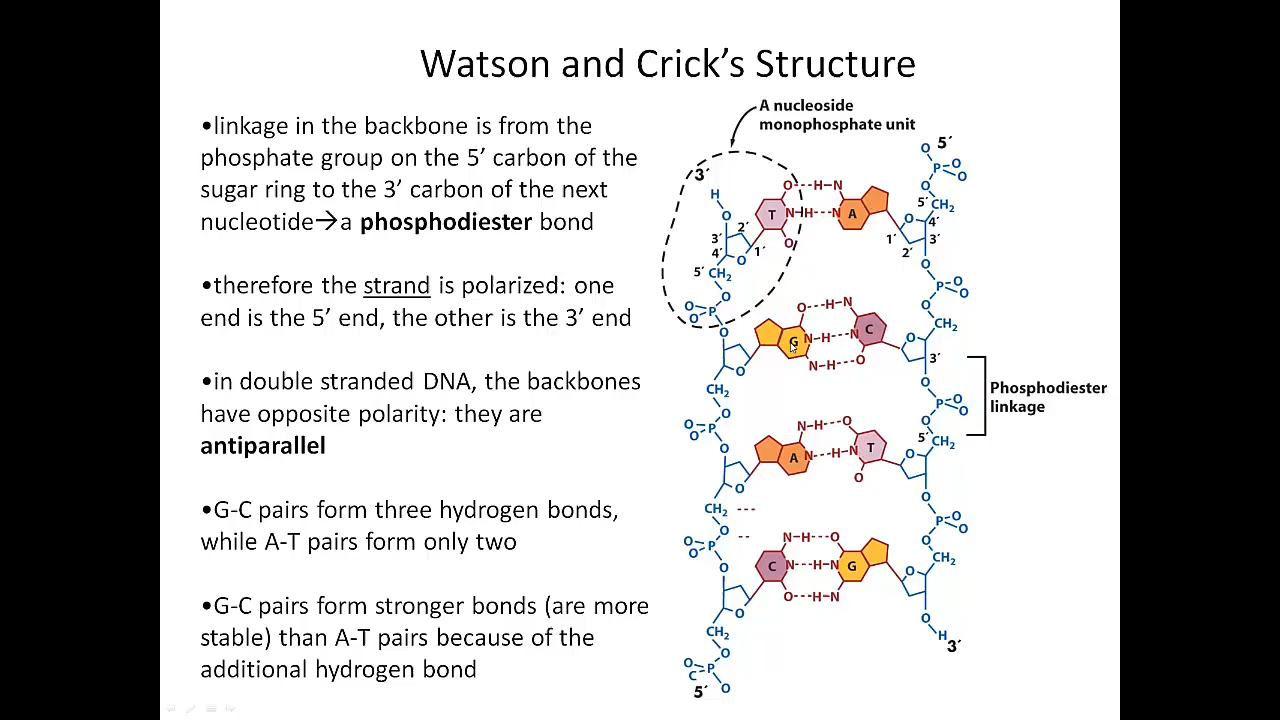 Watson and Crick's Structure
•linkage in the backbone is from the
phosphate group on the 5′ carbon of the
sugar ring to the 3′ carbon of the next
nucleotide→a phosphodiester bond
•therefore the strand is polarized: one
end is the 5′ end, the other is the 3′ end
•in double stranded DNA, the backbones
have opposite polarity: they are
antiparallel
•G-C pairs form three hydrogen bonds,
while A-T pairs form only two
•G-C pairs form stronger bonds (are more
stable) than A-T pairs because of the
additional hydrogen bond
A nucleoside
monophosphate unit
5′
O
P O
O
O
3′
H
O
O H N
T N H N A
O
5′ CH₂
O 4′
3′
1′ 2′
2′
3′
4′ 1′
O
5′ CH₂
O
O
P O
O
O
O P
O
O
O H N
G N H N C
N H O
CH₂
O
3′
O
CH₂
O
O P
O
O
Phosphodiester
linkage
O
P O
O
O
5′ CH₂
N H O
A N H N T
O
O
O
CH₂
O
O P
O
O
O
P O
O
O
CH₂
N H O
C N H N G
O H N
O
O
CH₂
O
O P
C O
5′
O
H
3′